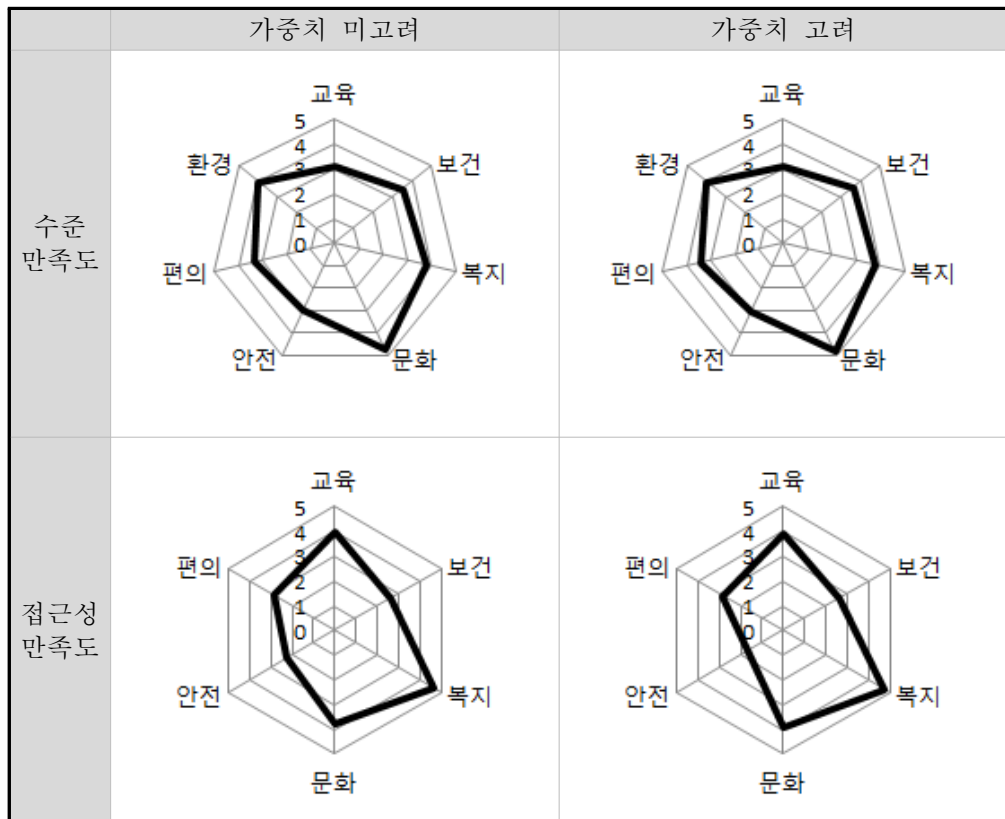 가중치 미고려
가중치 고려
수준
만족도
교육
5
4
3
2
1
0
보건
복지
문화
안전
편의
환경
교육
5
4
3
2
1
0
보건
복지
문화
안전
편의
환경
접근성
만족도
교육
5
4
3
2
1
0
보건
복지
문화
안전
편의
교육
5
4
3
2
1
0
보건
복지
문화
안전
편의